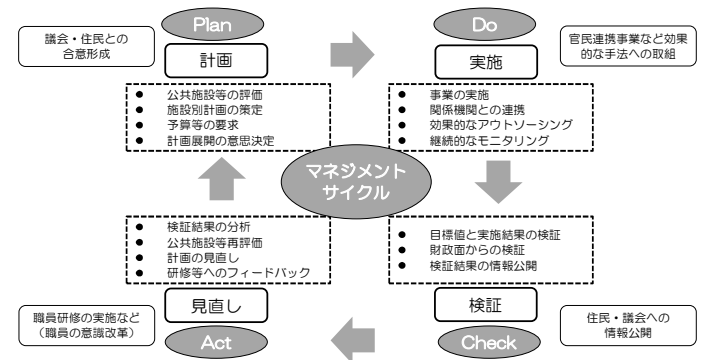 Plan
議会・住民との
合意形成
計画
● 公共施設等の評価
● 施設別計画の策定
● 予算等の要求
● 計画展開の意思決定
Do
官民連携事業など効果
的な手法への取組
実施
● 事業の実施
● 関係機関との連携
● 効果的なアウトソーシング
● 継続的なモニタリング
マネジメント
サイクル
● 検証結果の分析
● 公共施設等再評価
● 計画の見直し
● 研修等へのフィードバック
見直し
職員研修の実施など
（職員の意識改革）
Act
● 目標値と実施結果の検証
● 財政面からの検証
● 検証結果の情報公開
検証
住民・議会への
情報公開
Check